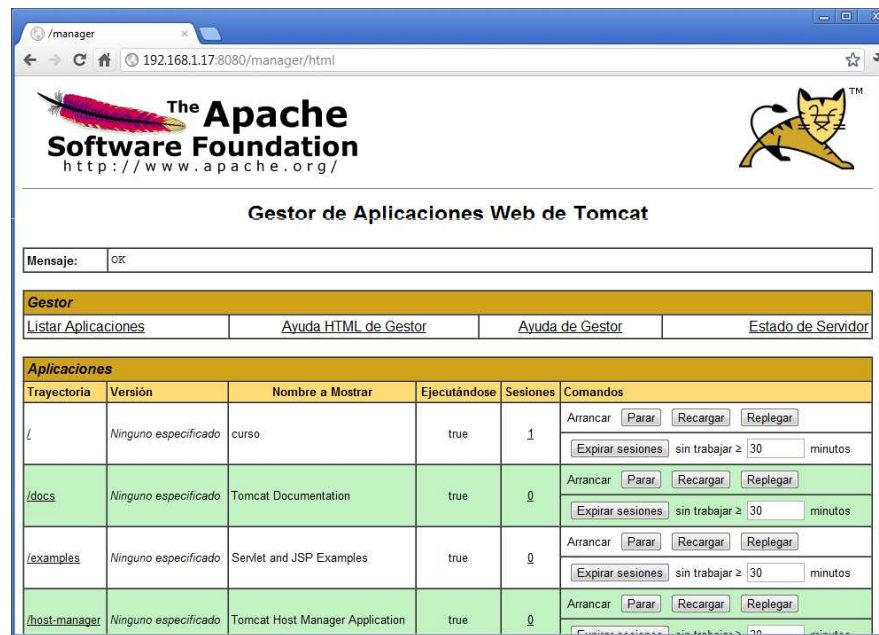 /manager
192.168.1.17:8080/manager/html
The Apache
Software Foundation
http://www.apache.org/
TM
Gestor de Aplicaciones Web de Tomcat
Mensaje: OK
Gestor
Listar Aplicaciones Ayuda HTML de Gestor Ayuda de Gestor Estado de Servidor
Aplicaciones
Trayectoria Versión Nombre a Mostrar Ejecutándose Sesiones Comandos
/ Ninguno especificado curso true 1 Arrancar Parar Recargar Replegar
Expirar sesiones sin trabajar ≥ 30 minutos
/docs Ninguno especificado Tomcat Documentation true 0 Arrancar Parar Recargar Replegar
Expirar sesiones sin trabajar ≥ 30 minutos
/examples Ninguno especificado Servlet and JSP Examples true 0 Arrancar Parar Recargar Replegar
Expirar sesiones sin trabajar ≥ 30 minutos
/host-manager Ninguno especificado Tomcat Host Manager Application true 0 Arrancar Parar Recargar Replegar